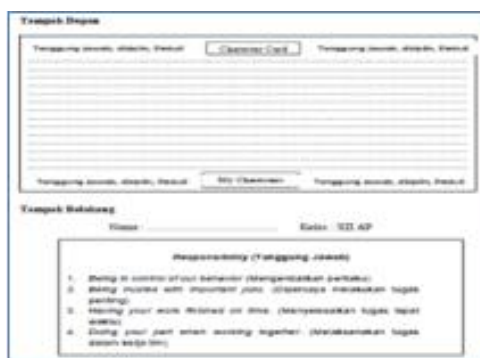 Tampak Depan
Tanggung Jawab, disiplin, Peduli Character Card Tanggung Jawab, disiplin, Peduli
Tanggung Jawab, disiplin, Peduli My Character Tanggung Jawab, disiplin, Peduli
Tampak Belakang
Nama : Kelas : XII AP
Responsibility (Tanggung Jawab)
1. Being in control of our behavior (Mengendalikan perilaku)
2. Being trusted with important jobs. (Dipercaya melakukan tugas
penting)
3. Having your work finished on time. (Menyelesaikan tugas tepat
waktu)
4. Doing your part when working together. (Melaksanakan tugas
dalam kerja tim)